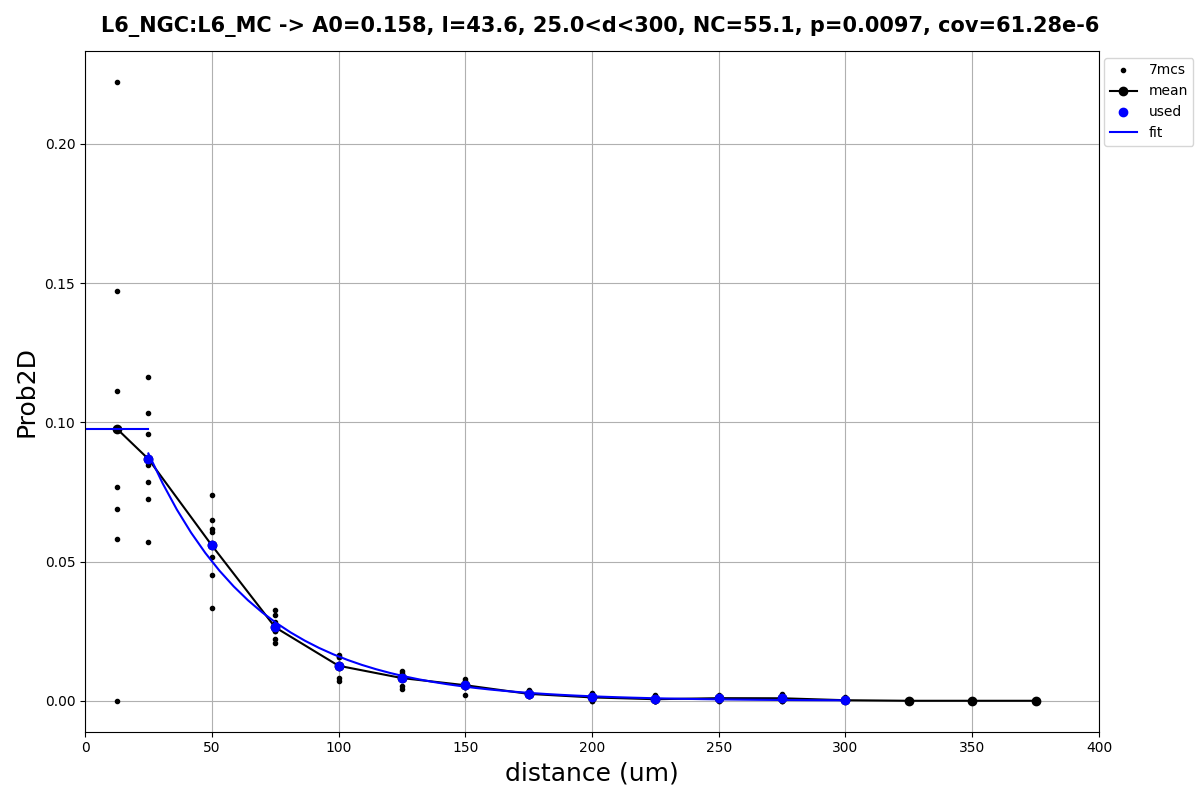 L6_NGC:L6_MC -> A0=0.158, l=43.6, 25.0<d<300, NC=55.1, p=0.0097, cov=61.28e-6
7mcs
mean
used
fit
Prob2D
0.20
0.15
0.10
0.05
0.00
0 50 100 150 200 250 300 350 400
distance (um)